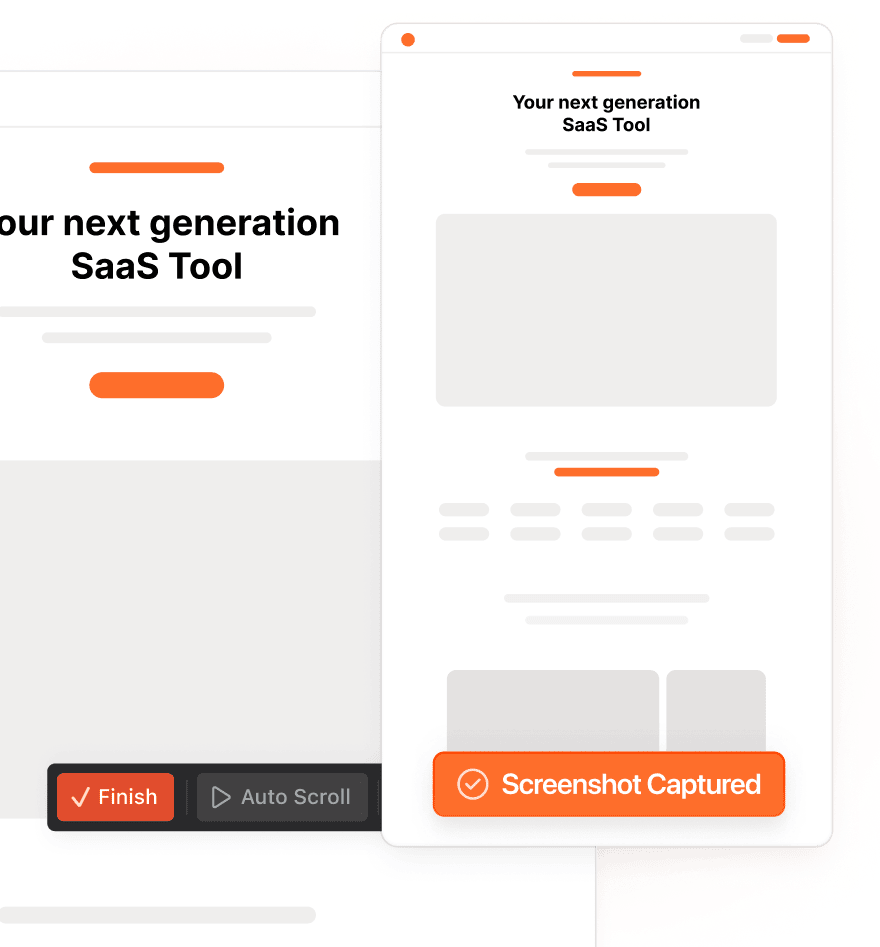 Your next generation
SaaS Tool
our next generation
SaaS Tool
Finish
Auto Scroll
Screenshot Captured